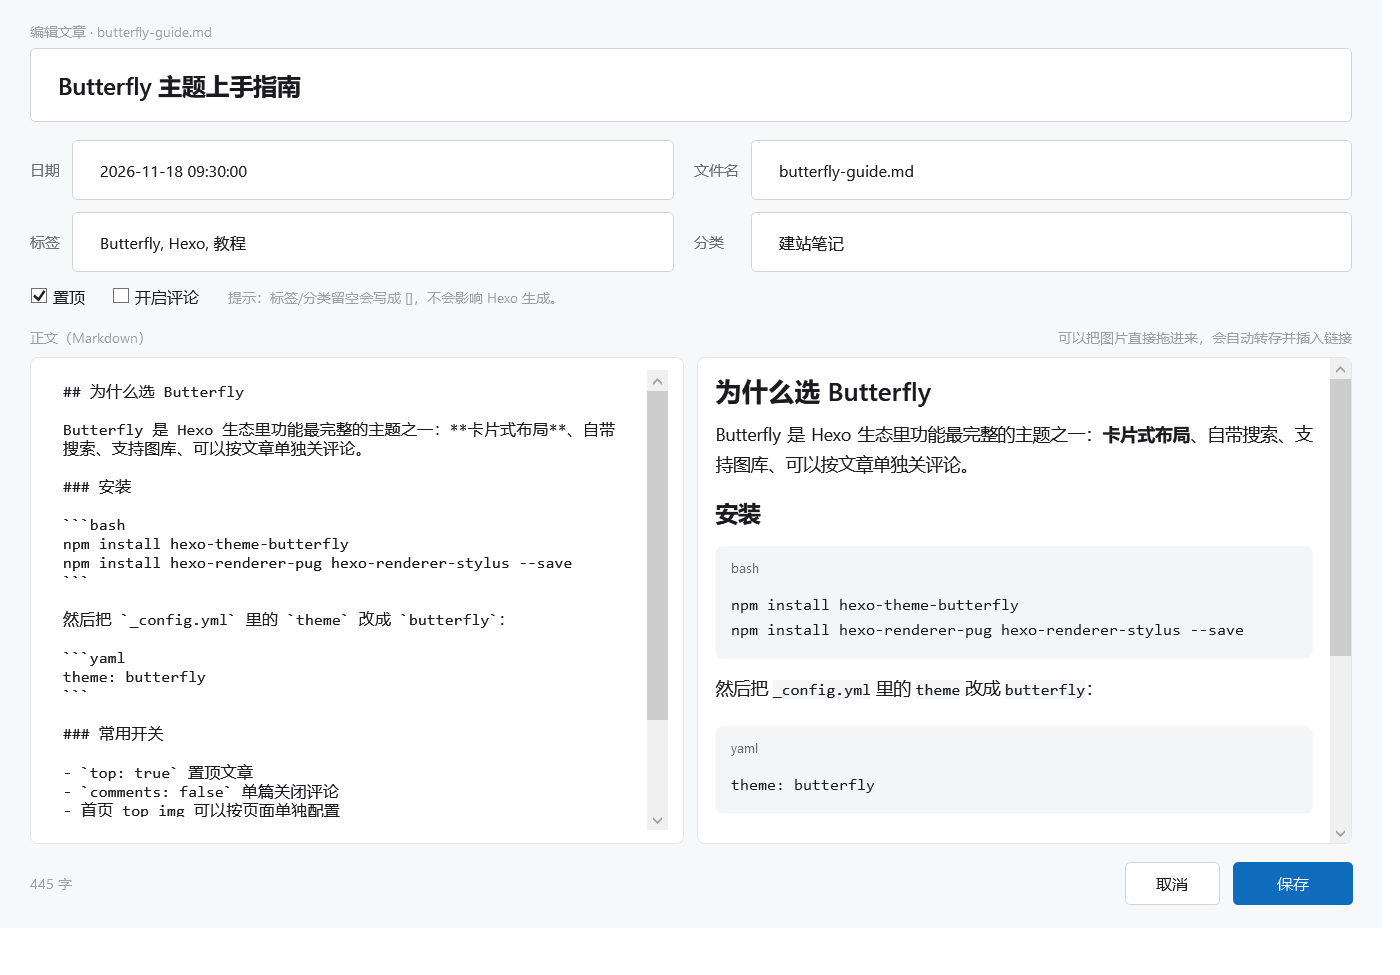 编辑文章 · butterfly-guide.md
Butterfly 主题上手指南
日期
2026-11-18 09:30:00
文件名
butterfly-guide.md
标签
Butterfly, Hexo, 教程
分类
建站笔记
置顶
开启评论
提示：标签/分类留空会写成 []，不会影响 Hexo 生成。
正文（Markdown）
可以把图片直接拖进来，会自动转存并插入链接
## 为什么选 Butterfly
Butterfly 是 Hexo 生态里功能最完整的主题之一：**卡片式布局**、自带
搜索、支持图库、可以按文章单独关评论。
### 安装
```bash
npm install hexo-theme-butterfly
npm install hexo-renderer-pug hexo-renderer-stylus --save
```
然后把 `_config.yml` 里的 `theme` 改成 `butterfly`：
```yaml
theme: butterfly
```
### 常用开关
- `top: true` 置顶文章
- `comments: false` 单篇关闭评论
- 首页 top_img 可以按页面单独配置
为什么选 Butterfly
Butterfly 是 Hexo 生态里功能最完整的主题之一：卡片式布局、自带搜索、支
持图库、可以按文章单独关评论。
安装
bash
npm install hexo-theme-butterfly
npm install hexo-renderer-pug hexo-renderer-stylus --save
然后把 _config.yml 里的 theme 改成 butterfly：
yaml
theme: butterfly
445 字
取消
保存